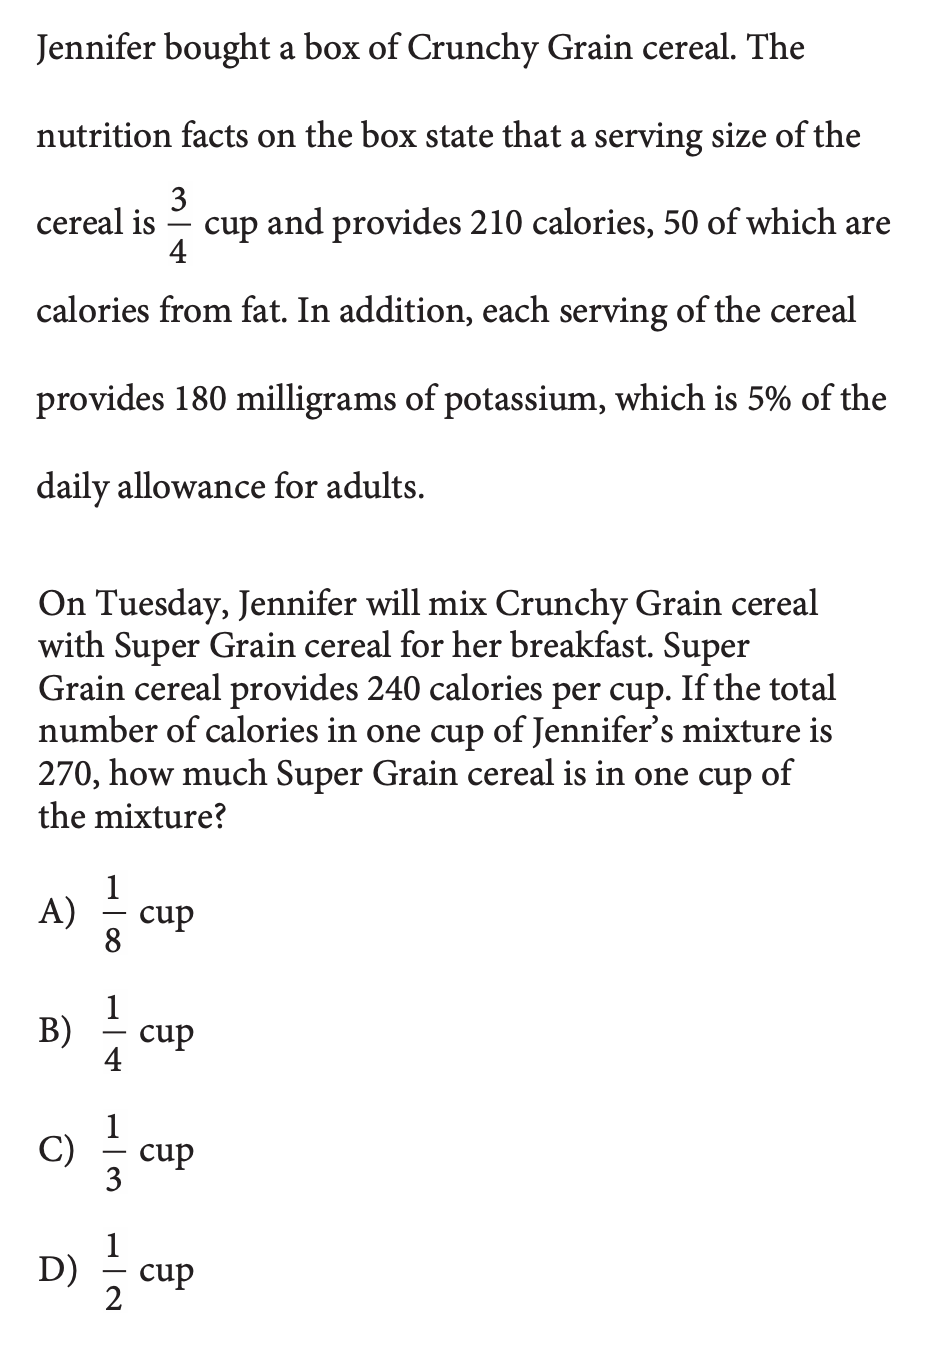 Jennifer bought a box of Crunchy Grain cereal. The
nutrition facts on the box state that a serving size of the
cereal is 3/4 cup and provides 210 calories, 50 of which are
calories from fat. In addition, each serving of the cereal
provides 180 milligrams of potassium, which is 5% of the
daily allowance for adults.
On Tuesday, Jennifer will mix Crunchy Grain cereal
with Super Grain cereal for her breakfast. Super
Grain cereal provides 240 calories per cup. If the total
number of calories in one cup of Jennifer’s mixture is
270, how much Super Grain cereal is in one cup of
the mixture?
A) 1/8 cup
B) 1/4 cup
C) 1/3 cup
D) 1/2 cup